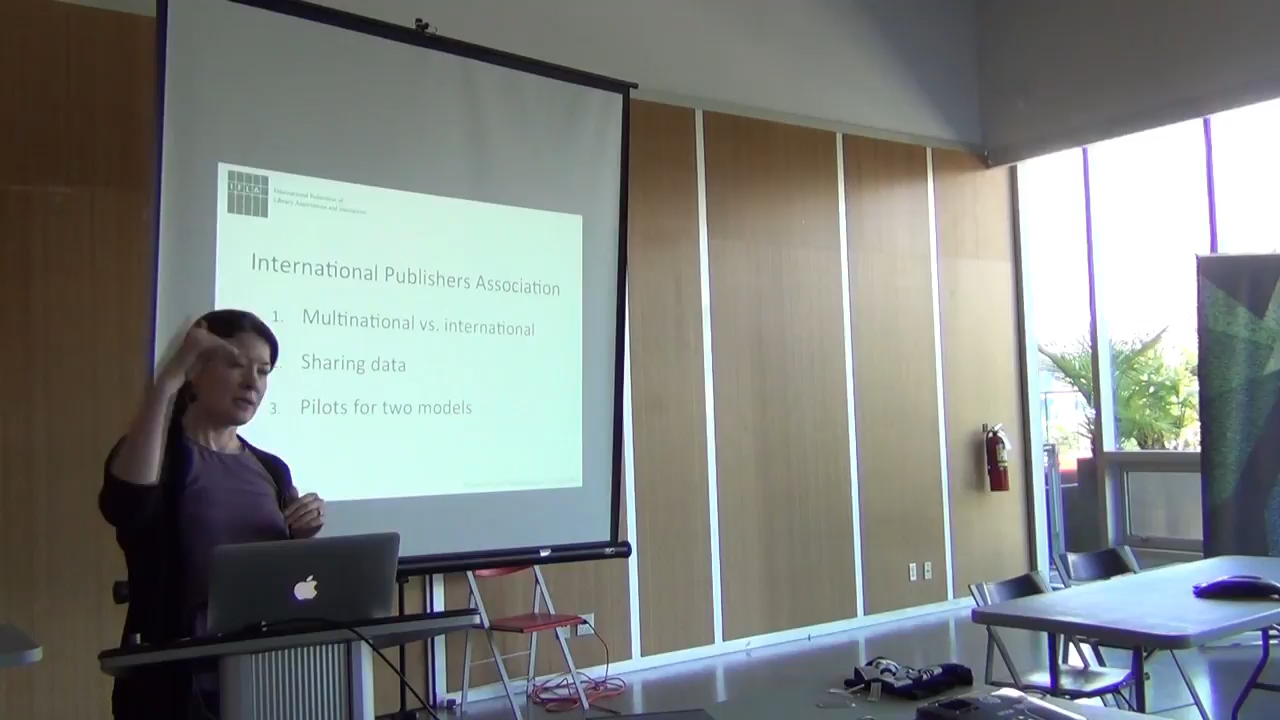 IFLA
International Federation of
Library Associations and Institutions
International Publishers Association
1. Multinational vs. international
Sharing data
3. Pilots for two models